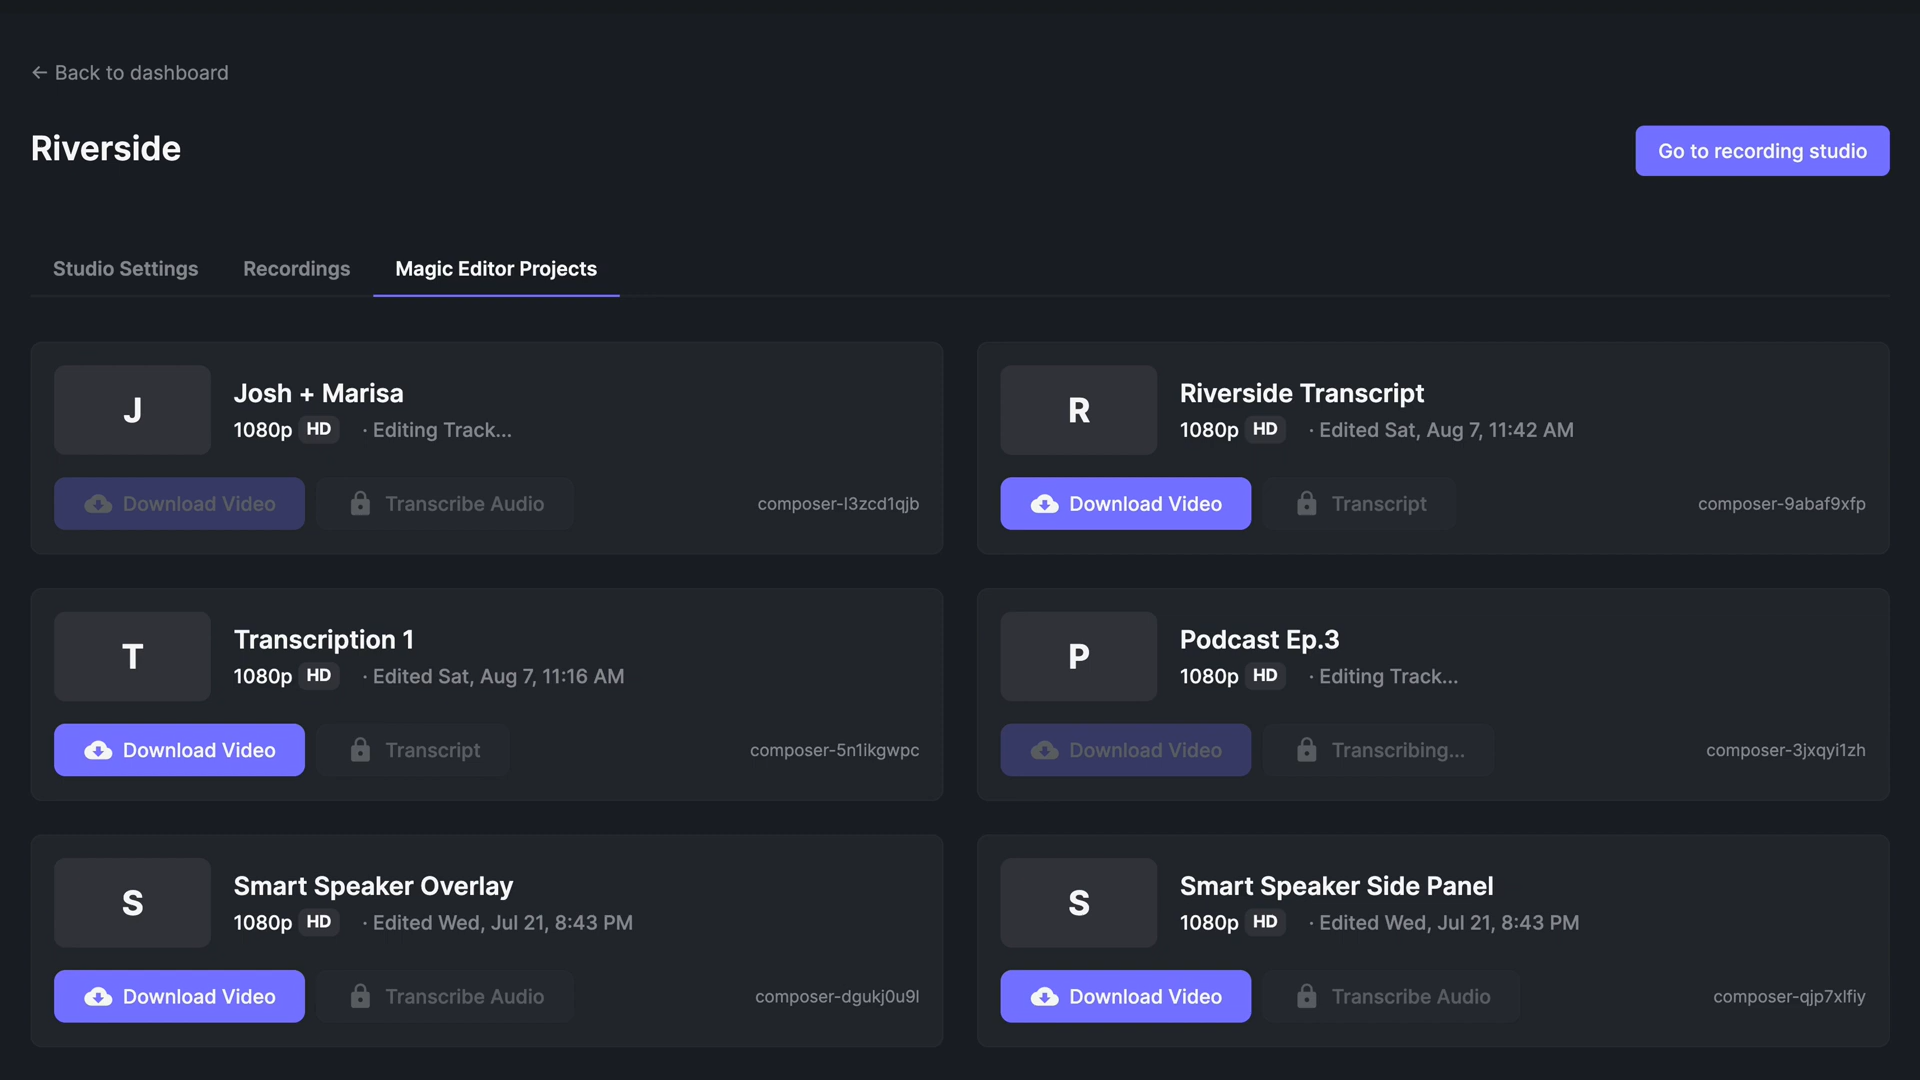 ← Back to dashboard
Riverside
Go to recording studio
Studio Settings
Recordings
Magic Editor Projects
J
Josh + Marisa
1080p HD · Editing Track...
Download Video
Transcribe Audio
composer-l3zcd1qjb
R
Riverside Transcript
1080p HD · Edited Sat, Aug 7, 11:42 AM
Download Video
Transcript
composer-9abaf9xfp
T
Transcription 1
1080p HD · Edited Sat, Aug 7, 11:16 AM
Download Video
Transcript
composer-5n1ikgwpc
P
Podcast Ep.3
1080p HD · Editing Track...
Download Video
Transcribing...
composer-3jxqyi1zh
S
Smart Speaker Overlay
1080p HD · Edited Wed, Jul 21, 8:43 PM
Download Video
Transcribe Audio
composer-dgukj0u9l
S
Smart Speaker Side Panel
1080p HD · Edited Wed, Jul 21, 8:43 PM
Download Video
Transcribe Audio
composer-qjp7xlfiy